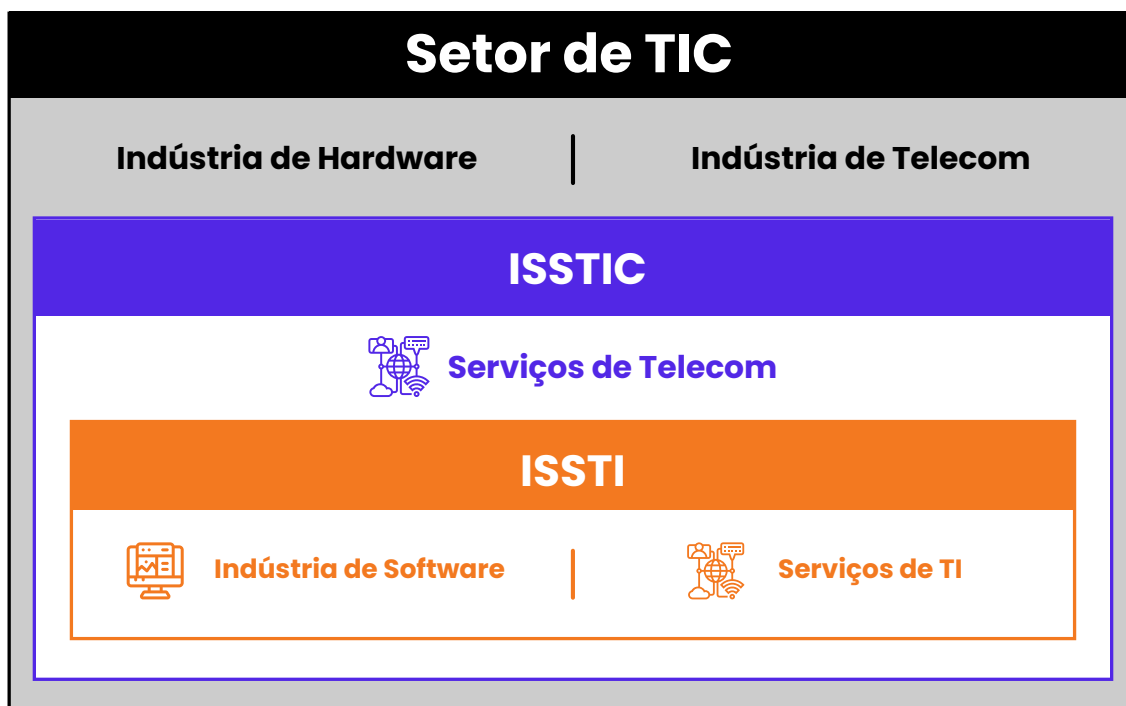 Setor de TIC
Indústria de Hardware | Indústria de Telecom
ISSTIC
Serviços de Telecom
ISSTI
Indústria de Software | Serviços de TI